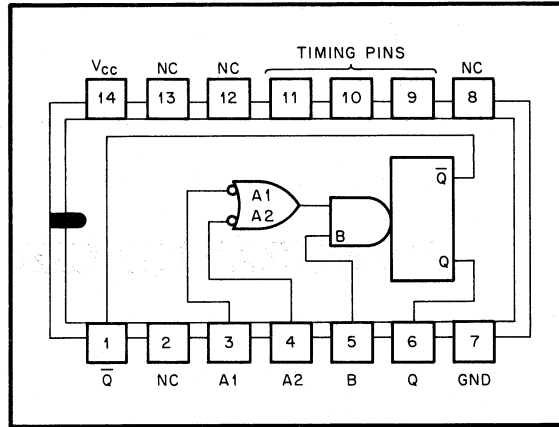 TIMING PINS
V_CC NC NC NC
14 13 12 11 10 9 8
Q̅
A1
A2
B
Q
1 2 3 4 5 6 7
Q̅ NC A1 A2 B Q GND